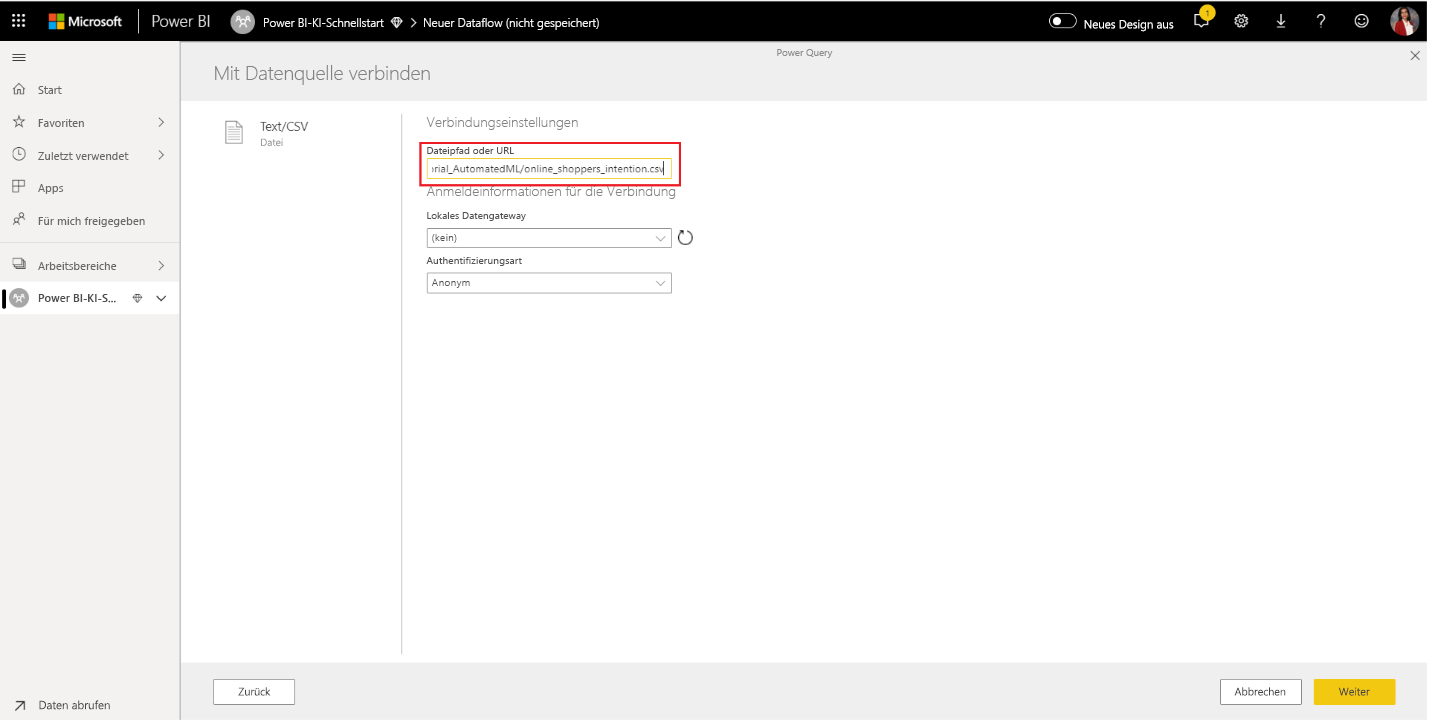 Microsoft Power BI Power BI-KI-Schnellstart > Neuer Dataflow (nicht gespeichert) Neues Design aus 1 ?
Power Query
Mit Datenquelle verbinden
Start
Favoriten
Zuletzt verwendet
Apps
Für mich freigegeben
Arbeitsbereiche
Power BI-KI-S...
Daten abrufen
Text/CSV
Datei
Verbindungseinstellungen
Dateipfad oder URL
rial_AutomatedML/online_shoppers_intention.csv
Anmeldeinformationen für die Verbindung
Lokales Datengateway
(kein)
Authentifizierungsart
Anonym
Zurück
Abbrechen
Weiter